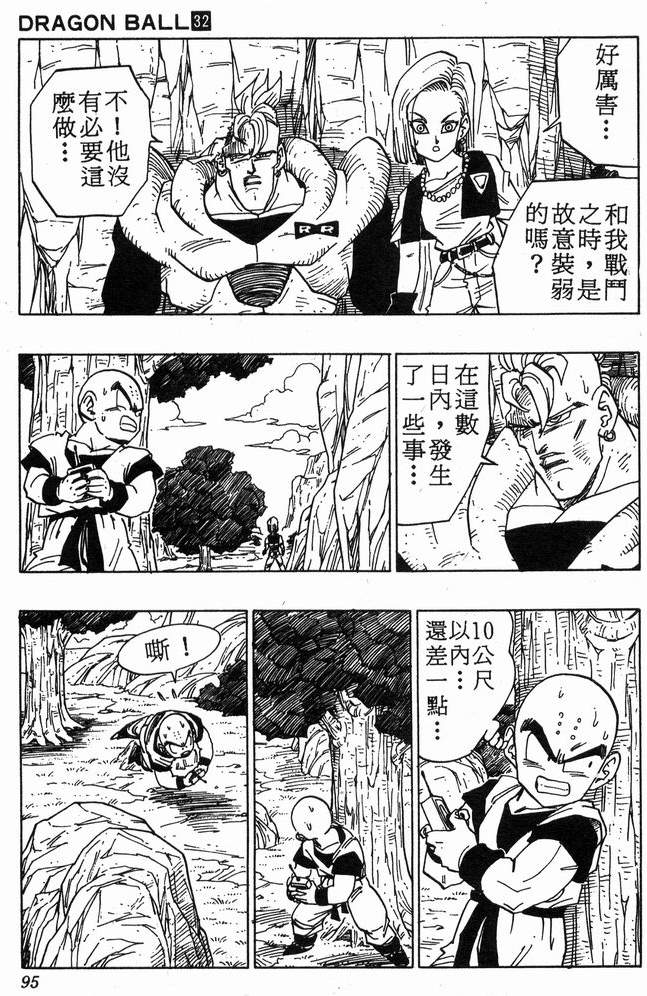 DRAGON BALL 32
好厲害…
和我戰鬥
之時，是
故意裝弱
的嗎？
不！他沒
有必要這
麼做…
RR
在這數
日內，發生
了一些事…
10公尺
以內…
還差一點…
嘶！
95